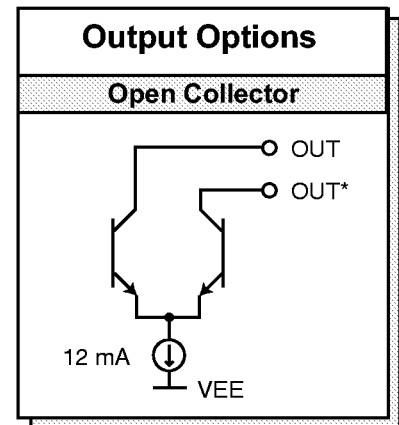 Output Options
Open Collector
OUT
OUT*
12 mA
VEE